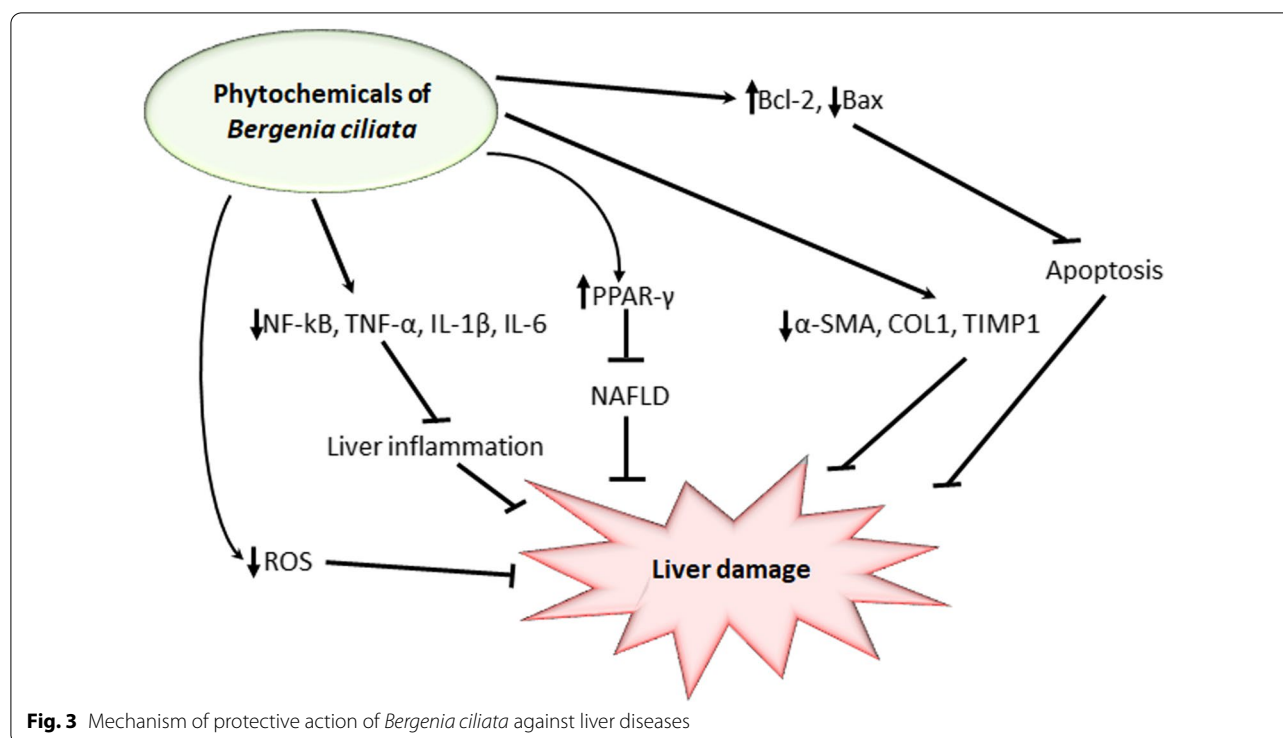 Phytochemicals of
Bergenia ciliata
↑Bcl-2, ↓Bax
Apoptosis
↑PPAR-γ
↓NF-kB, TNF-α, IL-1β, IL-6
↓α-SMA, COL1, TIMP1
NAFLD
Liver inflammation
↓ROS
Liver damage
Fig. 3 Mechanism of protective action of Bergenia ciliata against liver diseases